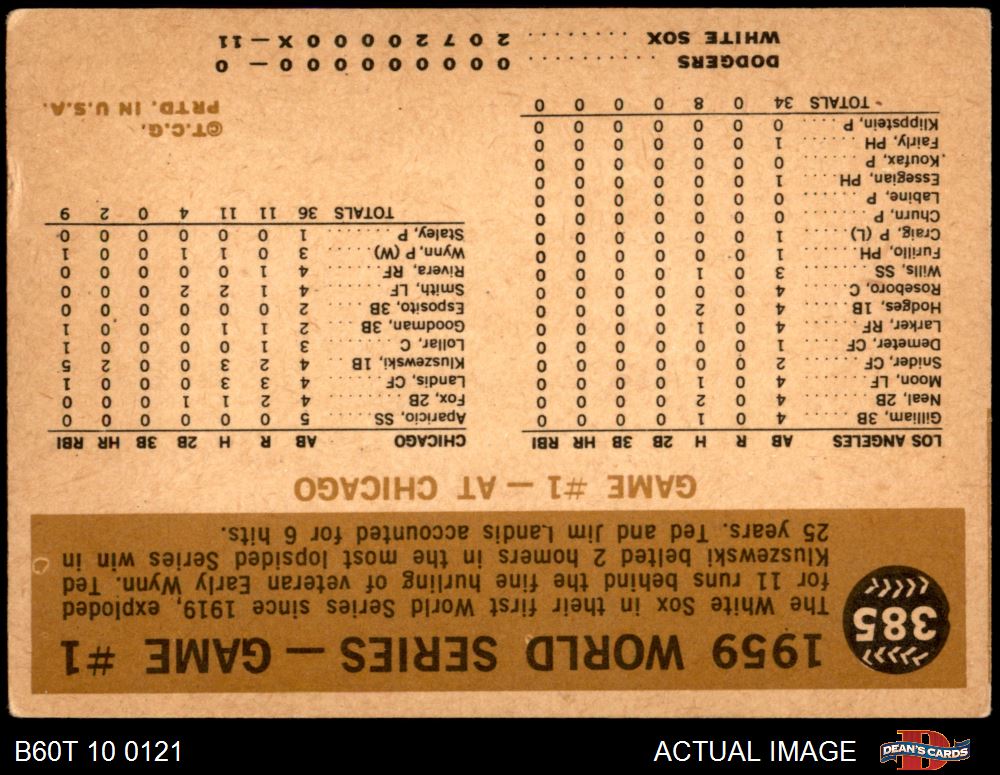 385
1959 WORLD SERIES — GAME #1
The White Sox in their first World Series since 1919, exploded
for 11 runs behind the fine hurling of veteran Early Wynn. Ted
Kluszewski belted 2 homers in the most lopsided Series win in
25 years. Ted and Jim Landis accounted for 6 hits.
GAME #1 — AT CHICAGO
LOS ANGELES AB R H 2B 3B HR RBI
Gilliam, 3B 4 0 1 0 0 0 0
Neal, 2B 4 0 2 0 0 0 0
Moon, LF 4 0 1 0 0 0 0
Snider, CF 2 0 0 0 0 0 0
Demeter, CF 1 0 0 0 0 0 0
Larker, RF 4 0 1 0 0 0 0
Hodges, 1B 4 0 2 0 0 0 0
Roseboro, C 4 0 0 0 0 0 0
Wills, SS 3 0 1 0 0 0 0
Furillo, PH 1 0 0 0 0 0 0
Craig, P (L) 1 0 0 0 0 0 0
Churn, P 0 0 0 0 0 0 0
Labine, P 0 0 0 0 0 0 0
Essegian, PH 1 0 0 0 0 0 0
Koufax, P 0 0 0 0 0 0 0
Fairly, PH 1 0 0 0 0 0 0
Klippstein, P 0 0 0 0 0 0 0
TOTALS 34 0 8 0 0 0 0
CHICAGO AB R H 2B 3B HR RBI
Aparicio, SS 5 0 0 0 0 0 0
Fox, 2B 4 2 1 1 0 0 0
Landis, CF 4 3 3 0 0 0 1
Kluszewski, 1B 4 2 3 0 0 2 5
Lollar, C 3 1 0 0 0 0 1
Goodman, 3B 2 1 1 0 0 0 1
Esposito, 3B 2 0 0 0 0 0 0
Smith, LF 4 1 2 2 0 0 0
Rivera, RF 4 1 0 0 0 0 0
Wynn, P (W) 3 0 1 1 0 0 1
Staley, P 1 0 0 0 0 0 0
TOTALS 36 11 11 4 0 2 9
©T.C.G.
PRTD. IN U.S.A.
DODGERS 0 0 0 0 0 0 0 0 0 — 0
WHITE SOX 2 0 7 2 0 0 0 0 X — 11
B60T 10 0121
ACTUAL IMAGE
DEAN'S CARDS